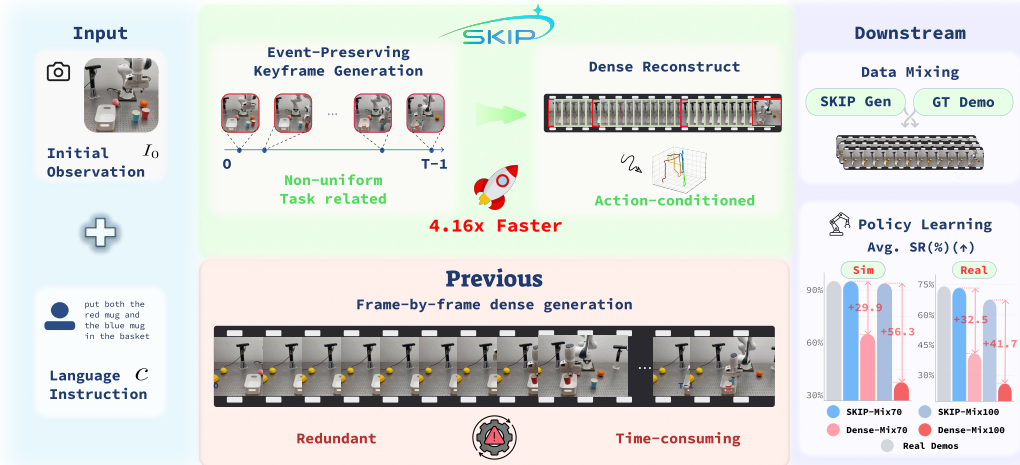 Input
Initial
Observation
I0
put both the
red mug and
the blue mug
in the basket
Language c
Instruction
SKIP
Event-Preserving
Keyframe Generation
...
0
T-1
Non-uniform
Task related
Dense Reconstruct
Action-conditioned
4.16x Faster
Previous
Frame-by-frame dense generation
...
Redundant
Time-consuming
Downstream
Data Mixing
SKIP Gen
GT Demo
Policy Learning
Avg. SR(%)(↑)
Sim
Real
90%
60%
30%
+29.9
+56.3
75%
60%
45%
30%
+32.5
+41.7
SKIP-Mix70
SKIP-Mix100
Dense-Mix70
Dense-Mix100
Real Demos